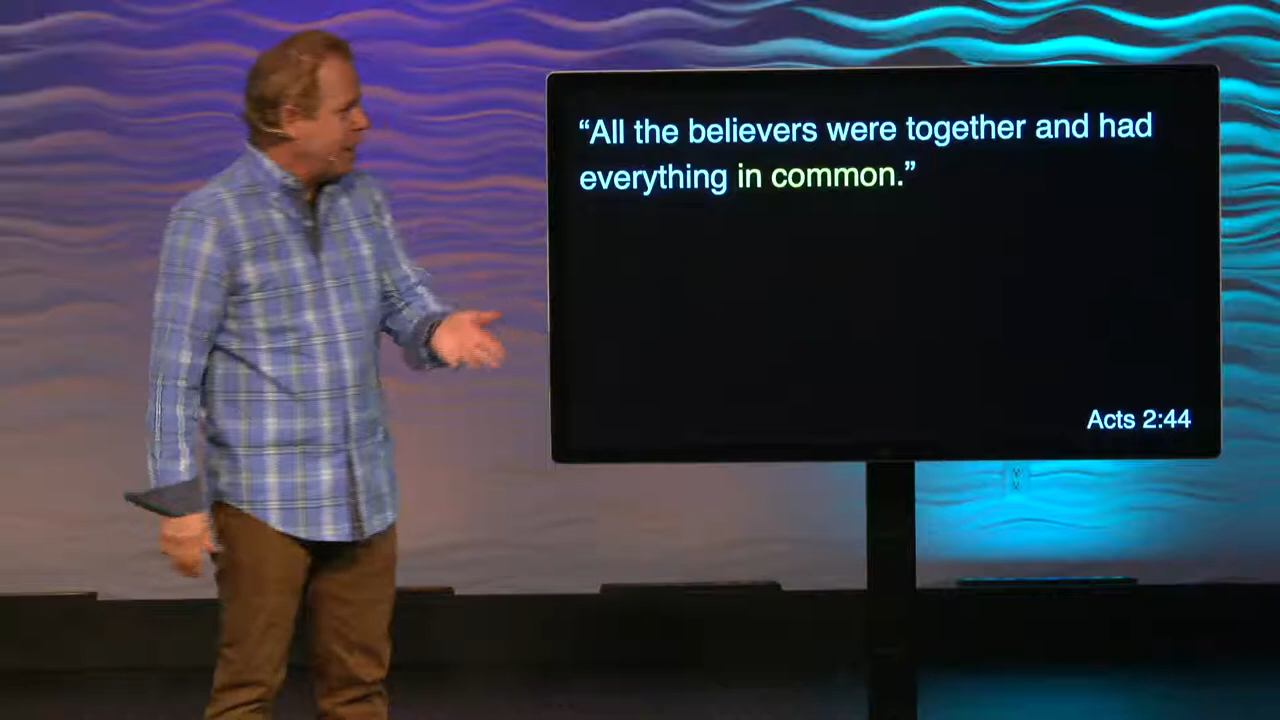 “All the believers were together and had
everything in common.”
Acts 2:44